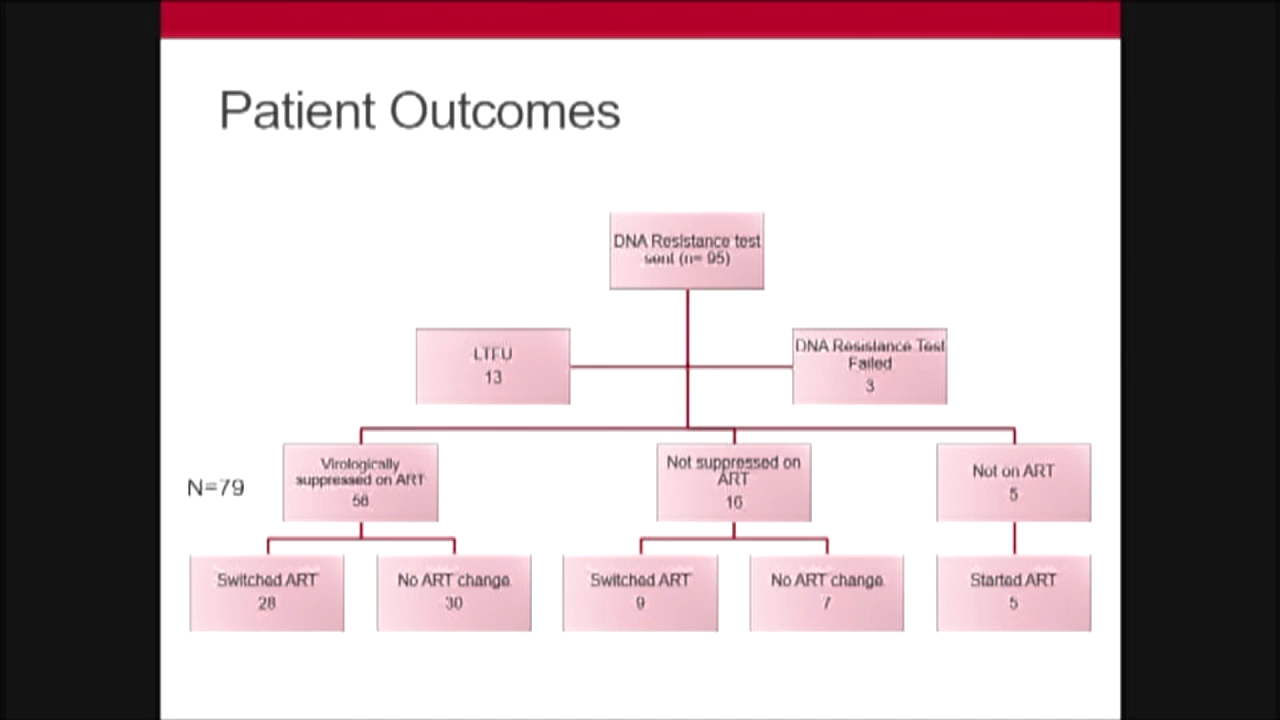 Patient Outcomes
DNA Resistance test
sent (n= 95)
LTFU
13
DNA Resistance Test
Failed
3
N=79
Virologically
suppressed on ART
58
Not suppressed on
ART
16
Not on ART
5
Switched ART
28
No ART change
30
Switched ART
9
No ART change
7
Started ART
5